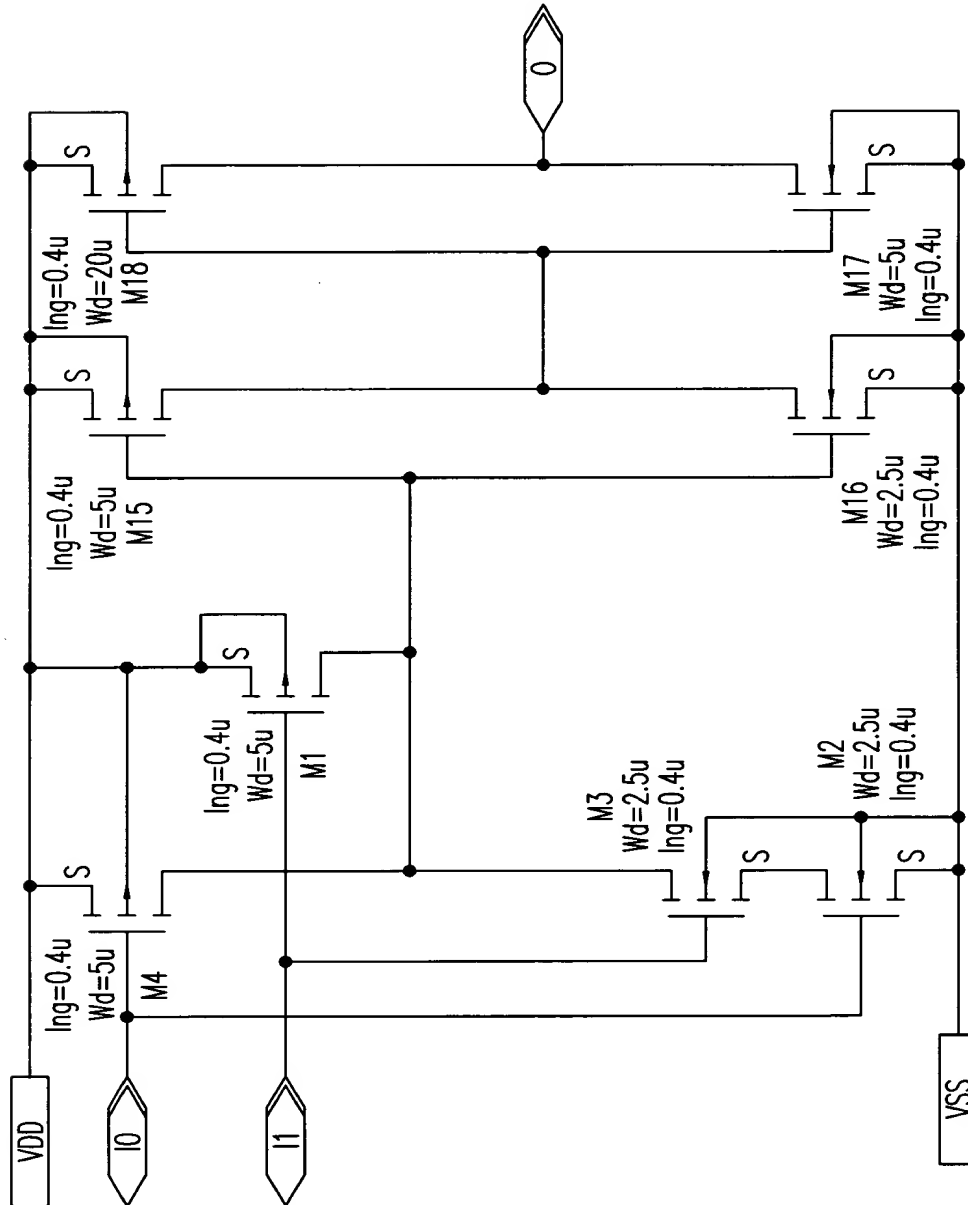 VDD
I0
I1
VSS
lng=0.4u
Wd=5u
M4
S
lng=0.4u
Wd=5u
M1
S
M3
Wd=2.5u
lng=0.4u
S
M2
Wd=2.5u
lng=0.4u
S
lng=0.4u
Wd=5u
M15
S
M16
Wd=2.5u
lng=0.4u
S
lng=0.4u
Wd=20u
M18
S
M17
Wd=5u
lng=0.4u
S
O